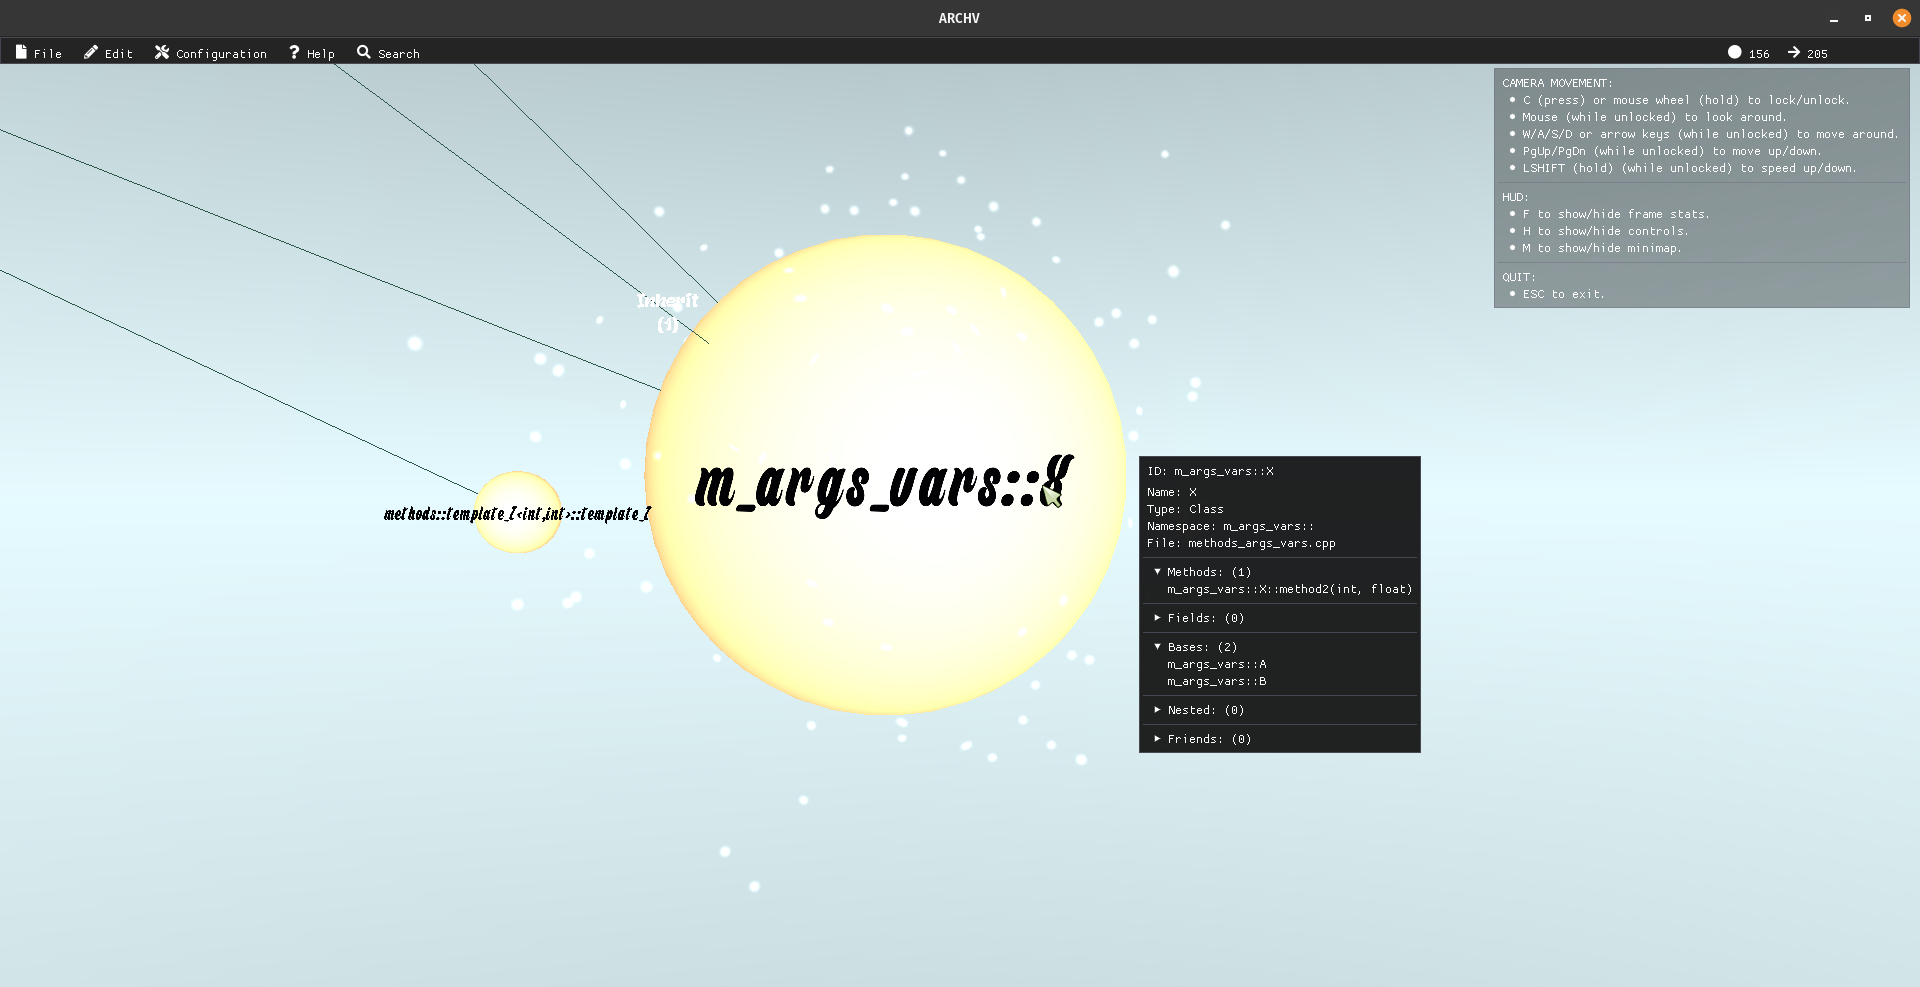 ARCHV
File Edit Configuration Help Search 156 205
CAMERA MOVEMENT:
C (press) or mouse wheel (hold) to lock/unlock.
Mouse (while unlocked) to look around.
W/A/S/D or arrow keys (while unlocked) to move around.
PgUp/PgDn (while unlocked) to move up/down.
LSHIFT (hold) (while unlocked) to speed up/down.
HUD:
F to show/hide frame stats.
H to show/hide controls.
M to show/hide minimap.
QUIT:
ESC to exit.
Inherit
(1)
m_args_vars::X
methods::template_Z<int,int>::template_Z
ID: m_args_vars::X
Name: X
Type: Class
Namespace: m_args_vars::
File: methods_args_vars.cpp
Methods: (1)
m_args_vars::X::method2(int, float)
Fields: (0)
Bases: (2)
m_args_vars::A
m_args_vars::B
Nested: (0)
Friends: (0)